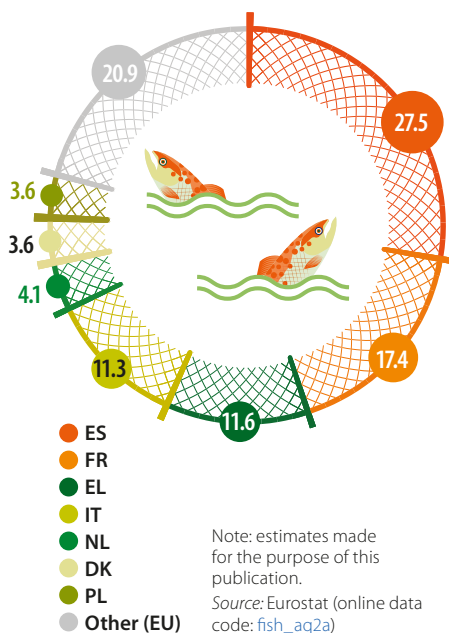 20.9
27.5
3.6
3.6
4.1
17.4
11.3
11.6
ES
FR
EL
IT
NL
DK
PL
Other (EU)
Note: estimates made
for the purpose of this
publication.
Source: Eurostat (online data
code: fish_aq2a)